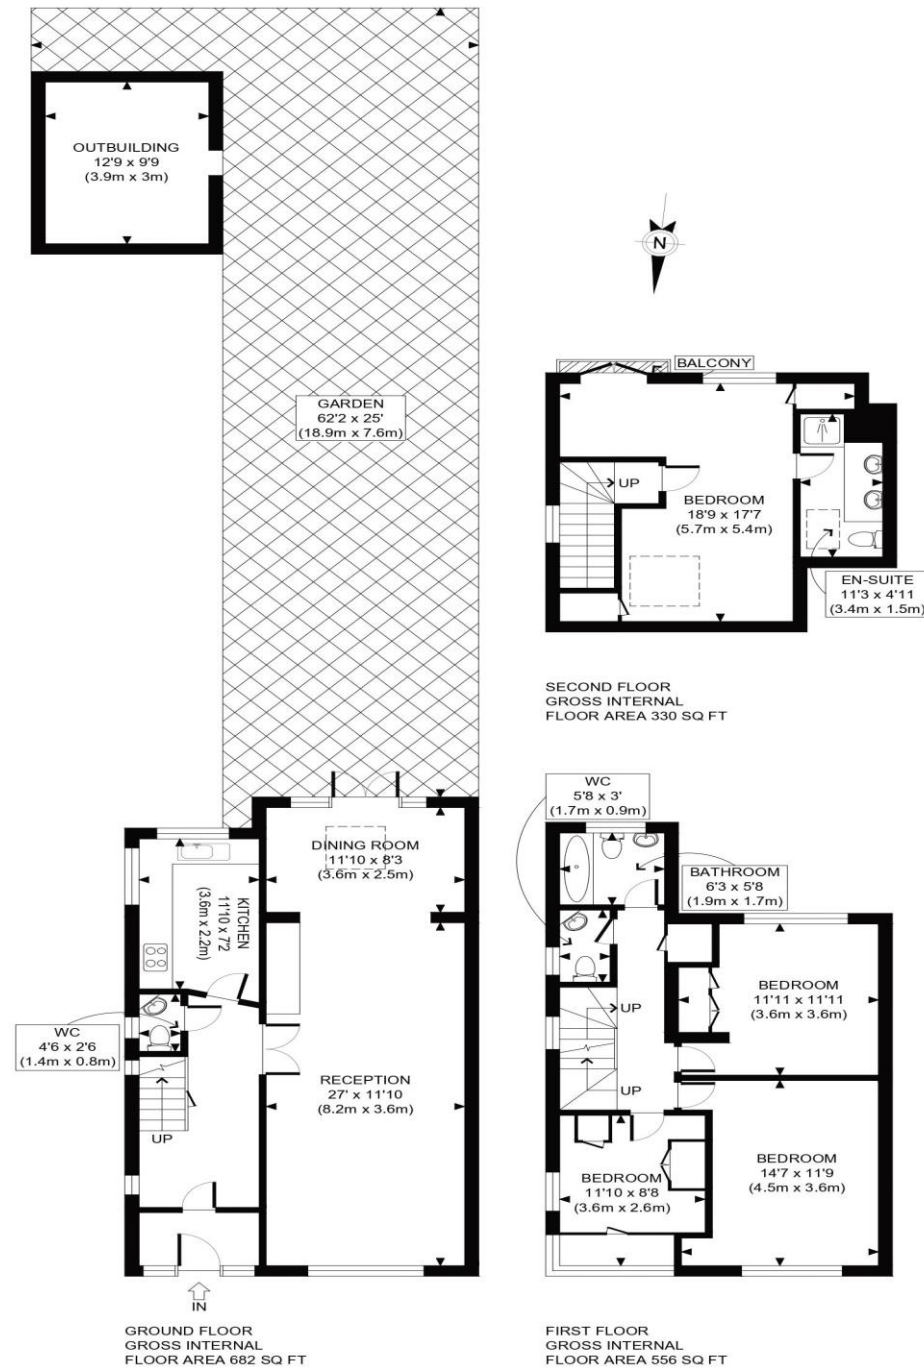 OUTBUILDING
12'9 x 9'9
(3.9m x 3m)
N
GARDEN
62'2 x 25'
(18.9m x 7.6m)
BALCONY
UP
BEDROOM
18'9 x 17'7
(5.7m x 5.4m)
EN-SUITE
11'3 x 4'11
(3.4m x 1.5m)
SECOND FLOOR
GROSS INTERNAL
FLOOR AREA 330 SQ FT
DINING ROOM
11'10 x 8'3
(3.6m x 2.5m)
KITCHEN
11'10 x 7'2
(3.6m x 2.2m)
WC
4'6 x 2'6
(1.4m x 0.8m)
RECEPTION
27' x 11'10
(8.2m x 3.6m)
UP
IN
GROUND FLOOR
GROSS INTERNAL
FLOOR AREA 682 SQ FT
WC
5'8 x 3'
(1.7m x 0.9m)
BATHROOM
6'3 x 5'8
(1.9m x 1.7m)
BEDROOM
11'11 x 11'11
(3.6m x 3.6m)
UP
UP
BEDROOM
14'7 x 11'9
(4.5m x 3.6m)
BEDROOM
11'10 x 8'8
(3.6m x 2.6m)
FIRST FLOOR
GROSS INTERNAL
FLOOR AREA 556 SQ FT